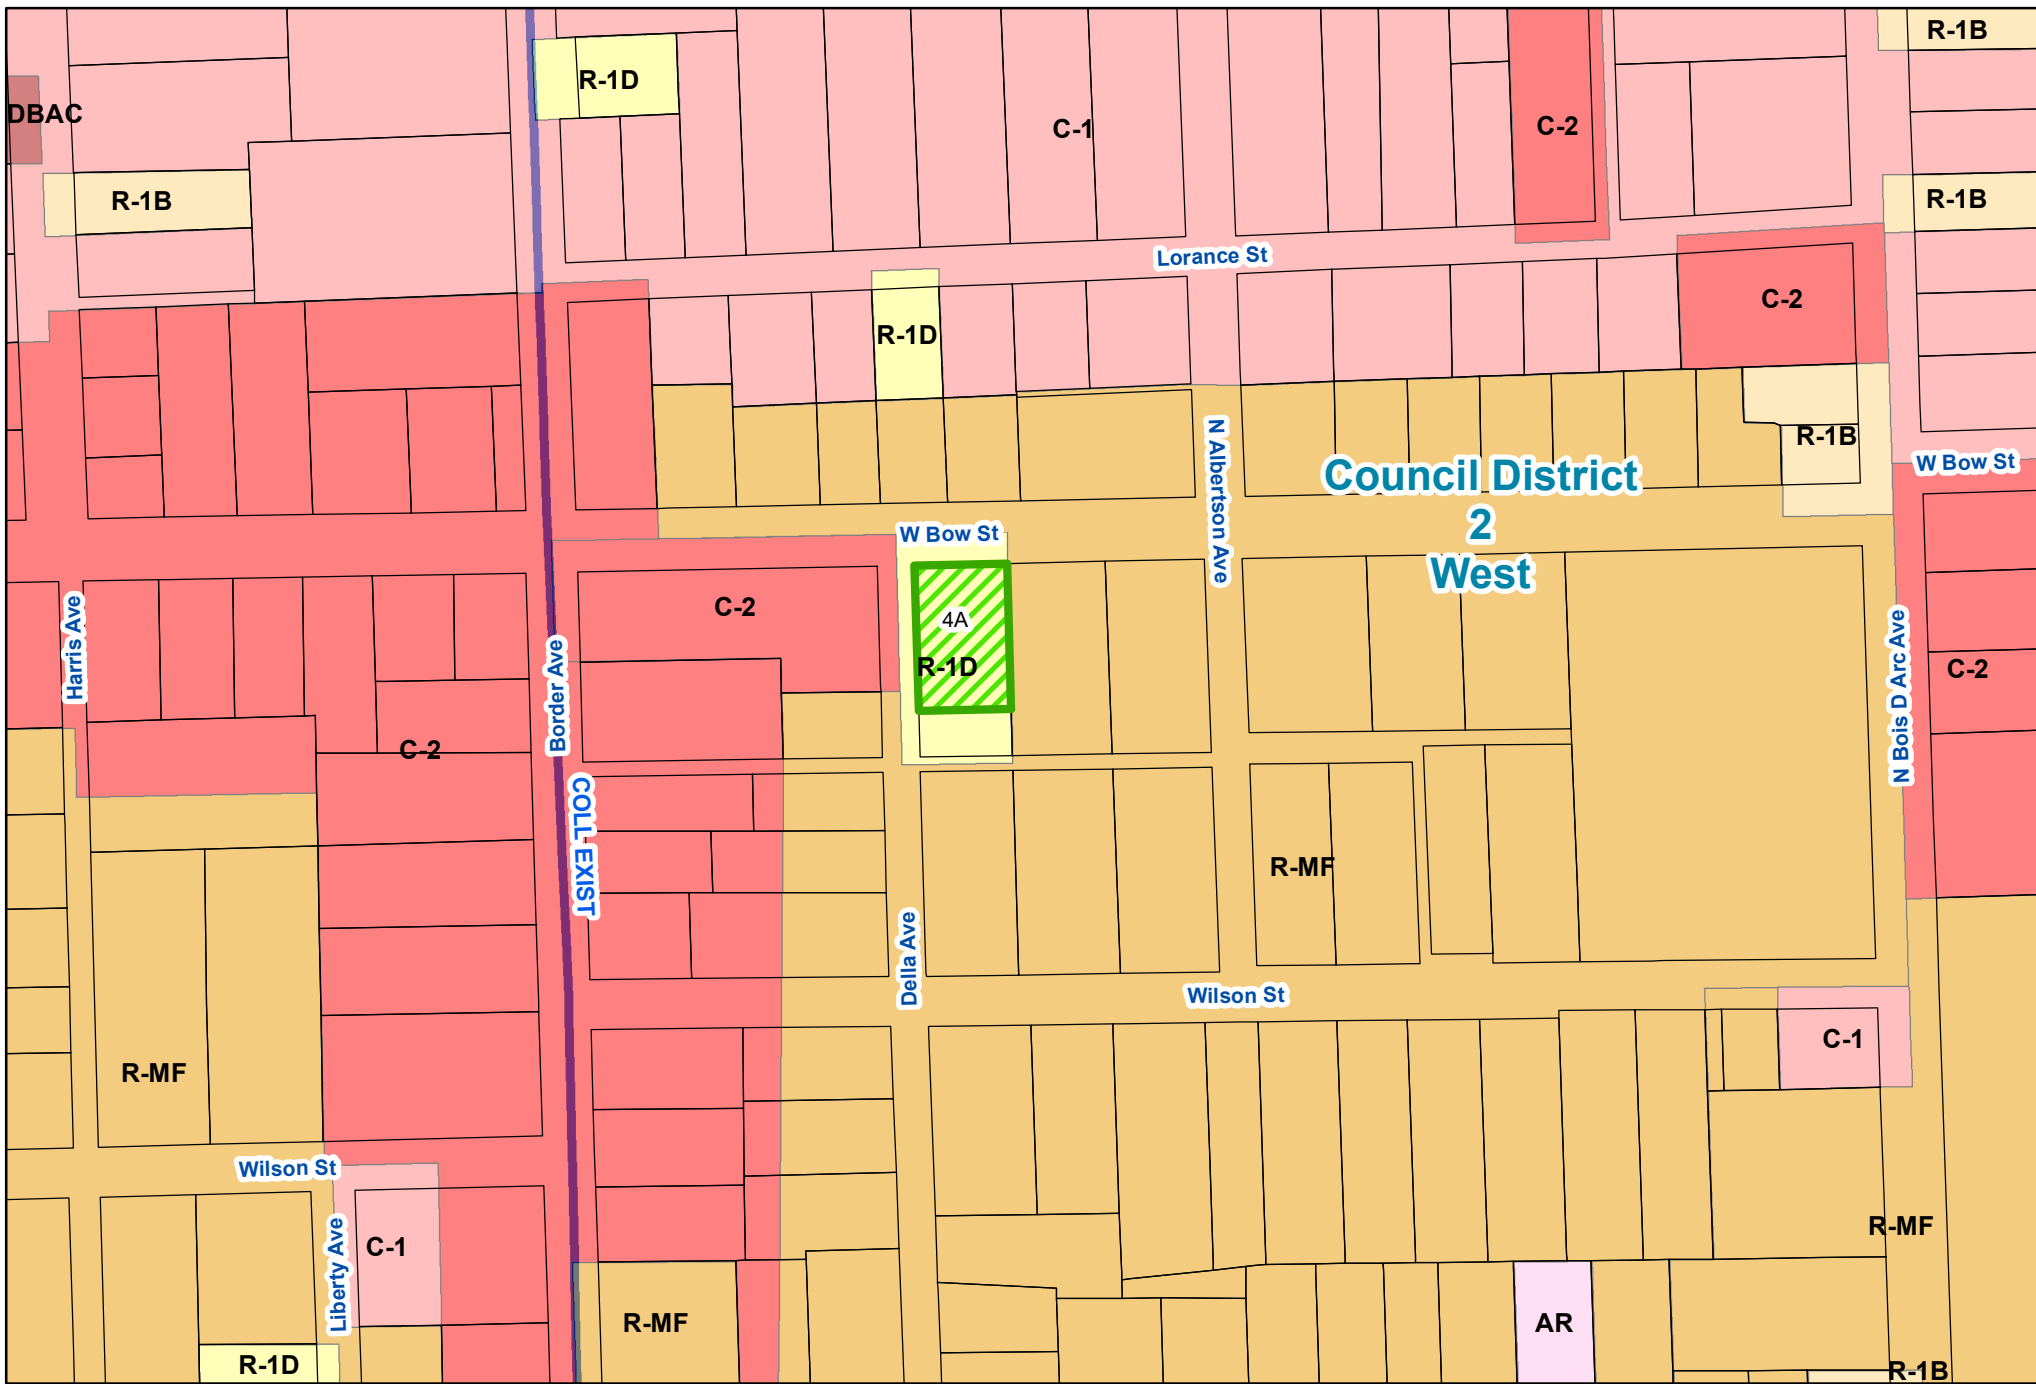 R-1B
R-1D
DBAC
C-1
C-2
R-1B
R-1B
Lorance St
C-2
R-1D
N Albertson Ave
R-1B
W Bow St
Council District
2
West
W Bow St
C-2
4A
R-1D
Harris Ave
Border Ave
N Bois D Arc Ave
C-2
C-2
COLL EXIST
R-MF
Della Ave
Wilson St
C-1
R-MF
Wilson St
Liberty Ave
C-1
R-MF
R-MF
AR
R-1D
R-1B